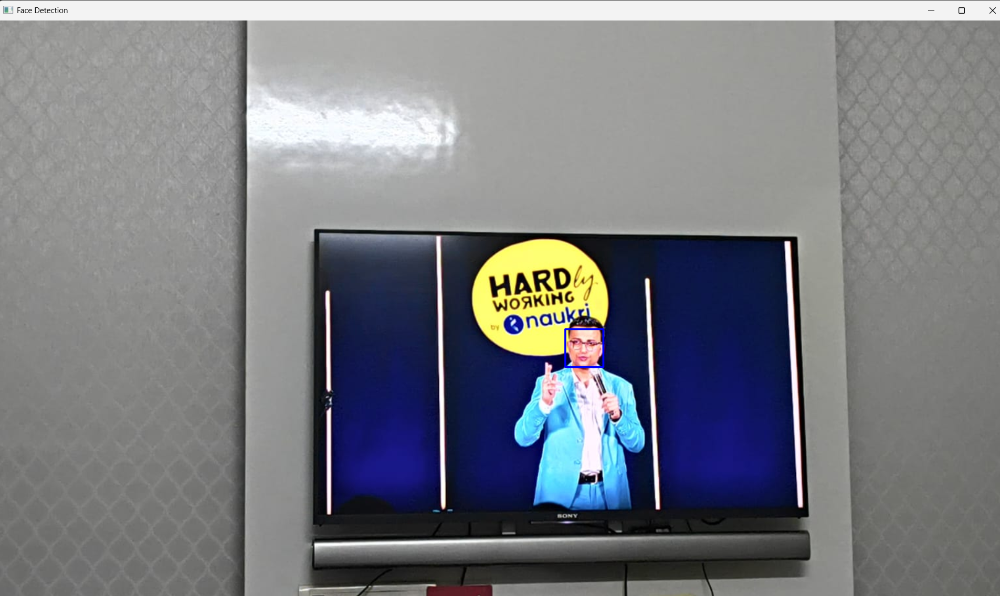 Face Detection
HARDly
WORKING
by naukri
SONY